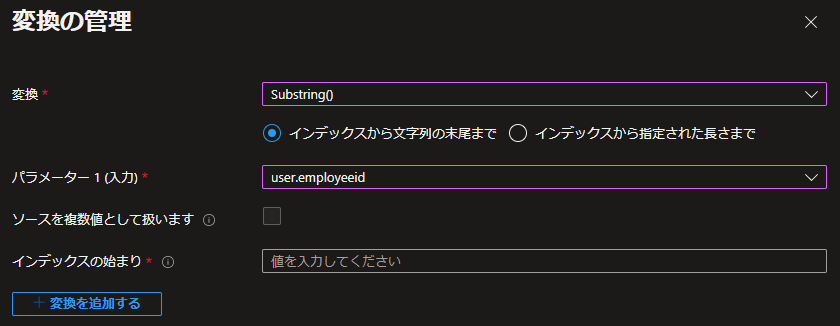 変換の管理
変換 *
Substring()
インデックスから文字列の末尾まで インデックスから指定された長さまで
パラメーター 1 (入力) *
user.employeeid
ソースを複数値として扱います
インデックスの始まり *
値を入力してください
+ 変換を追加する